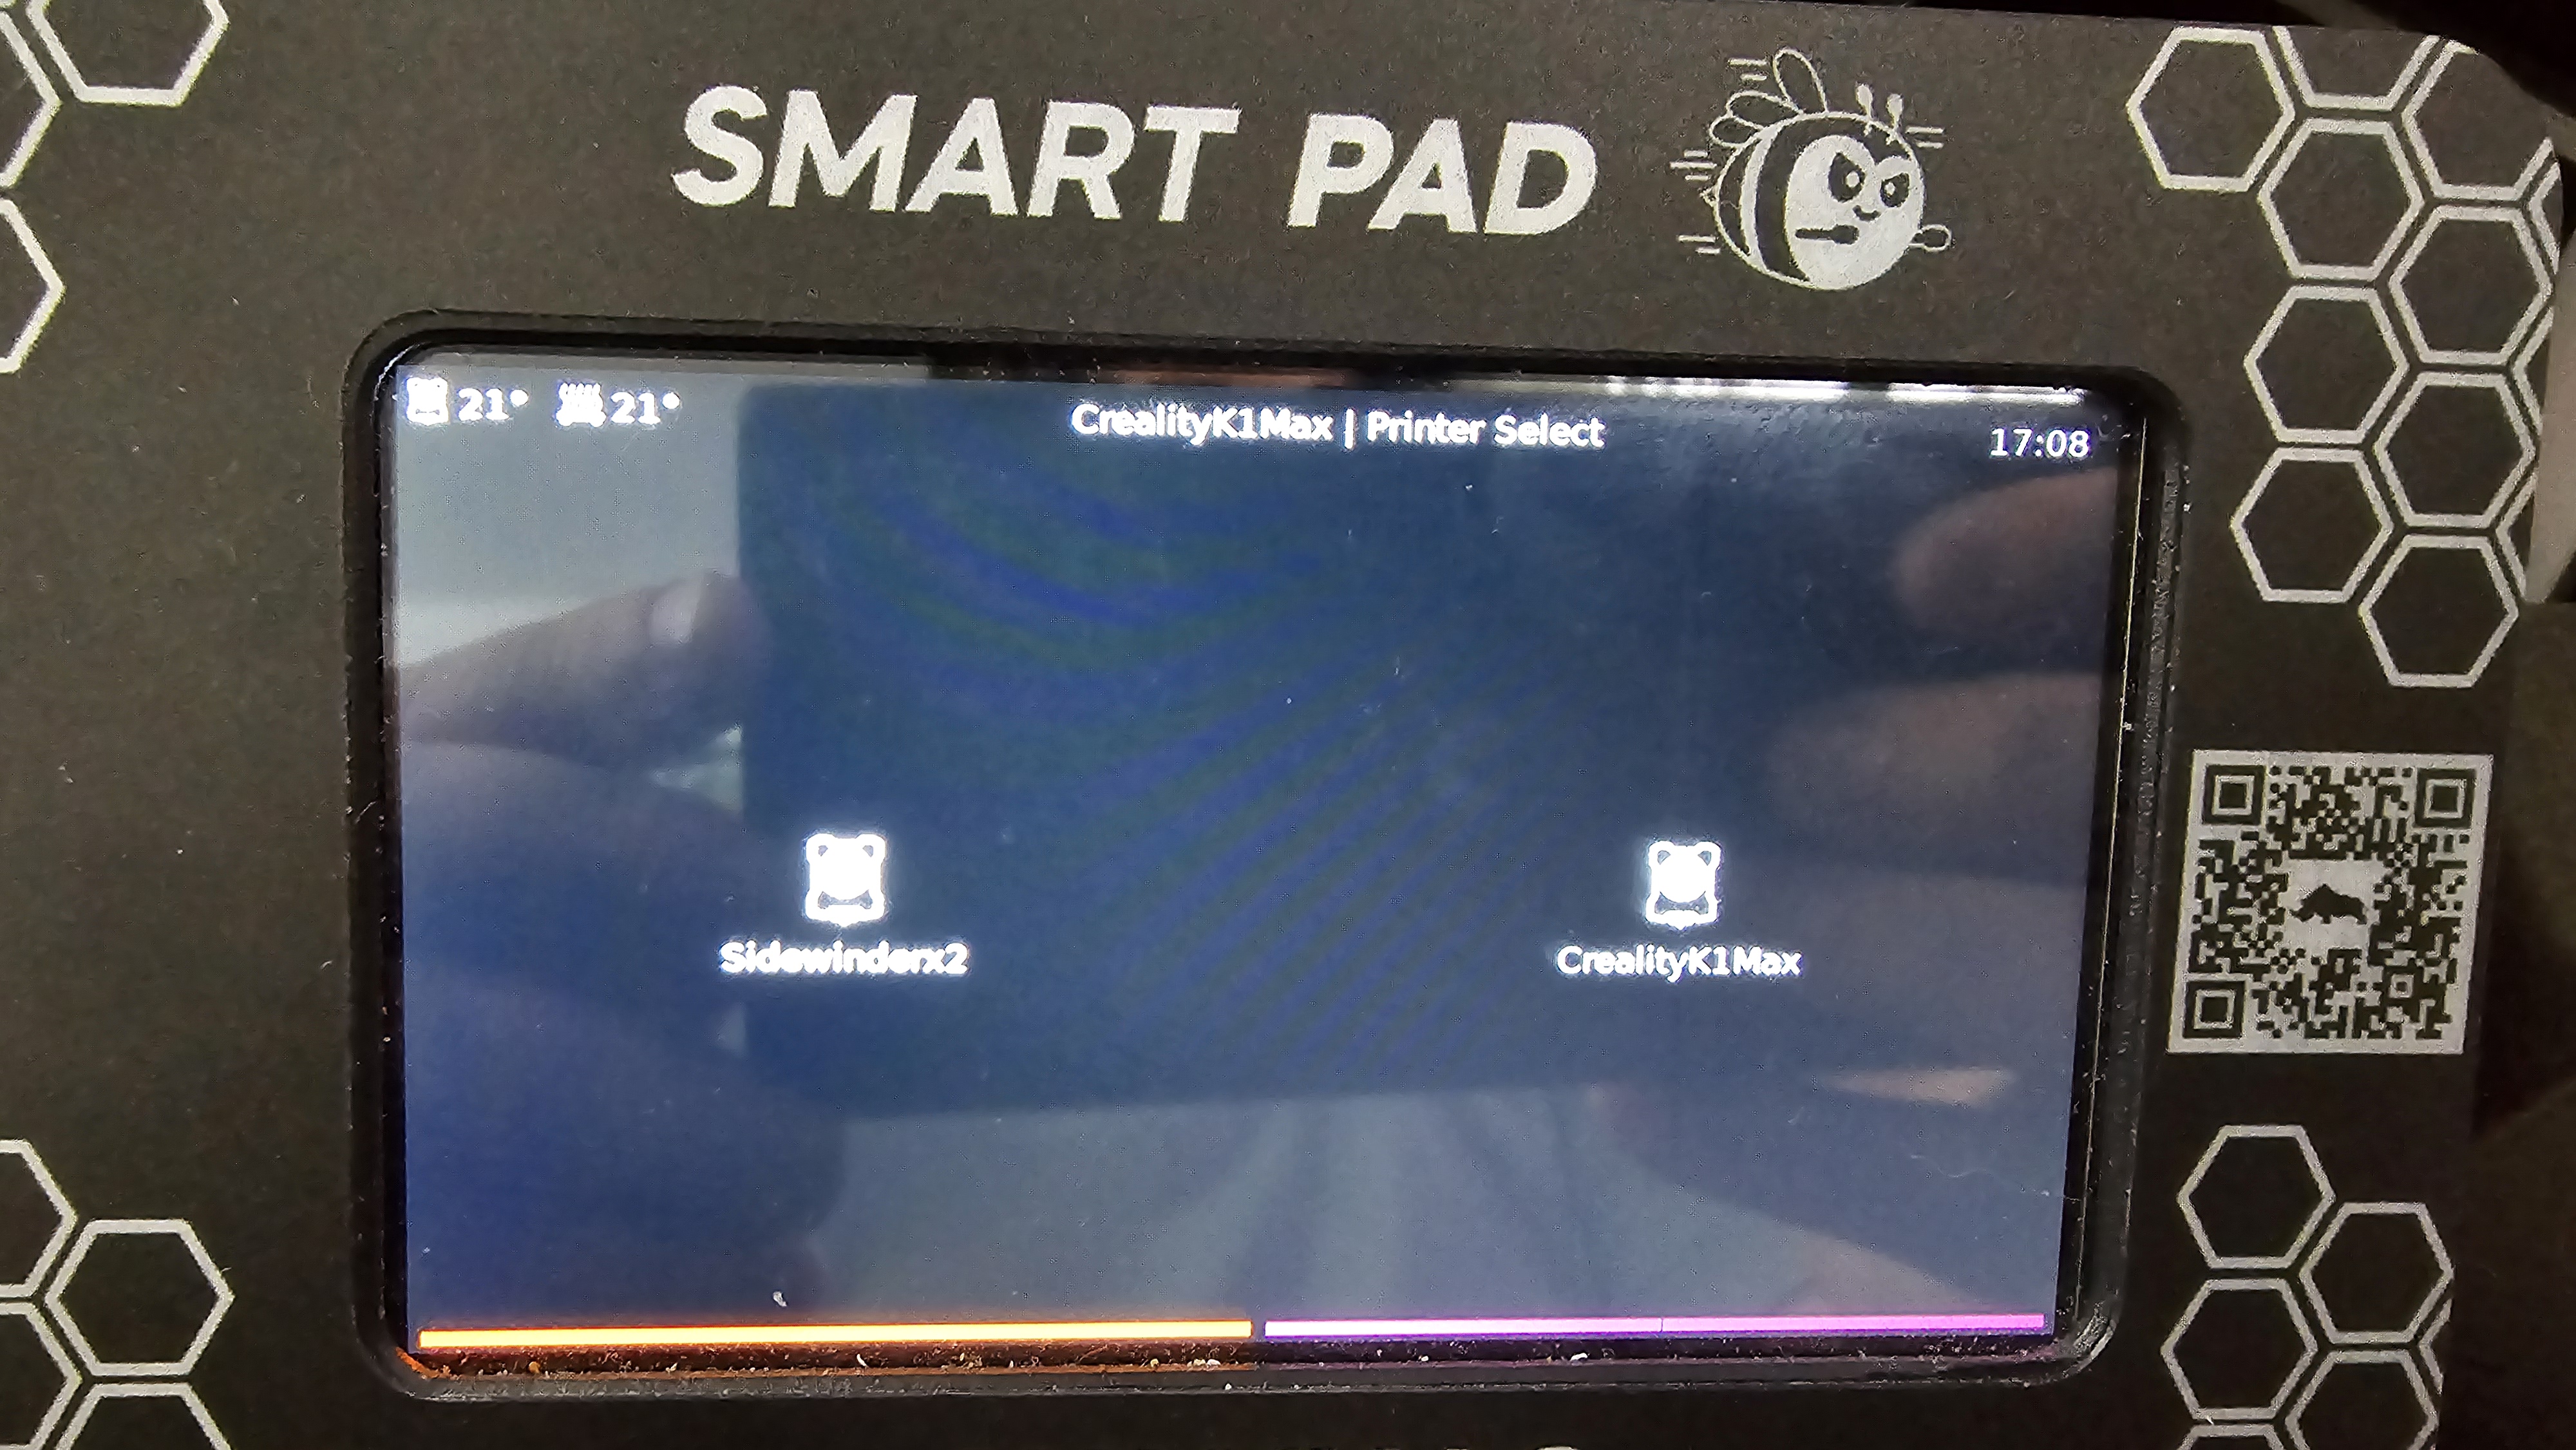 SMART PAD
21° 21° CrealityK1Max | Printer Select 17:08
Sidewinderx2 CrealityK1Max